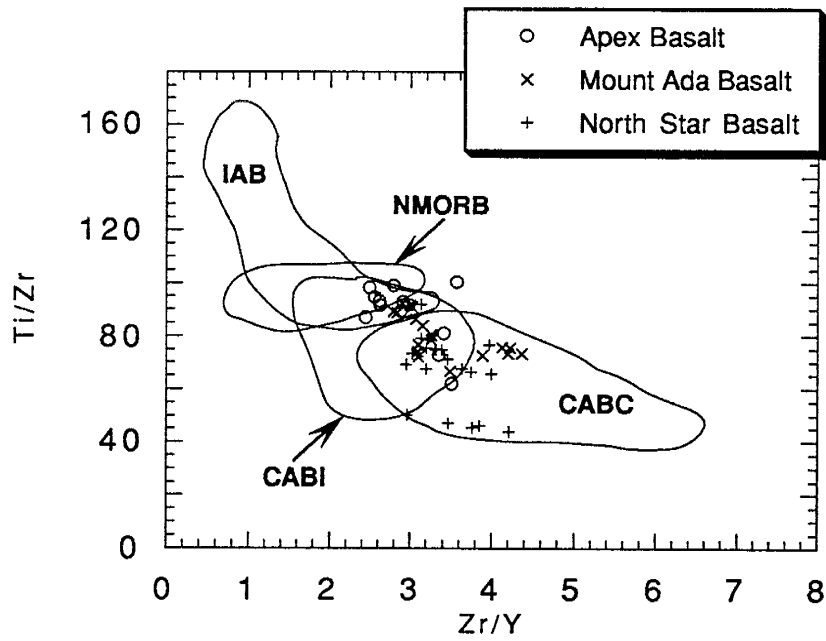 Apex Basalt
Mount Ada Basalt
North Star Basalt
160
120
80
40
0
Ti/Zr
IAB
NMORB
CABC
CABI
0 1 2 3 4 5 6 7 8
Zr/Y